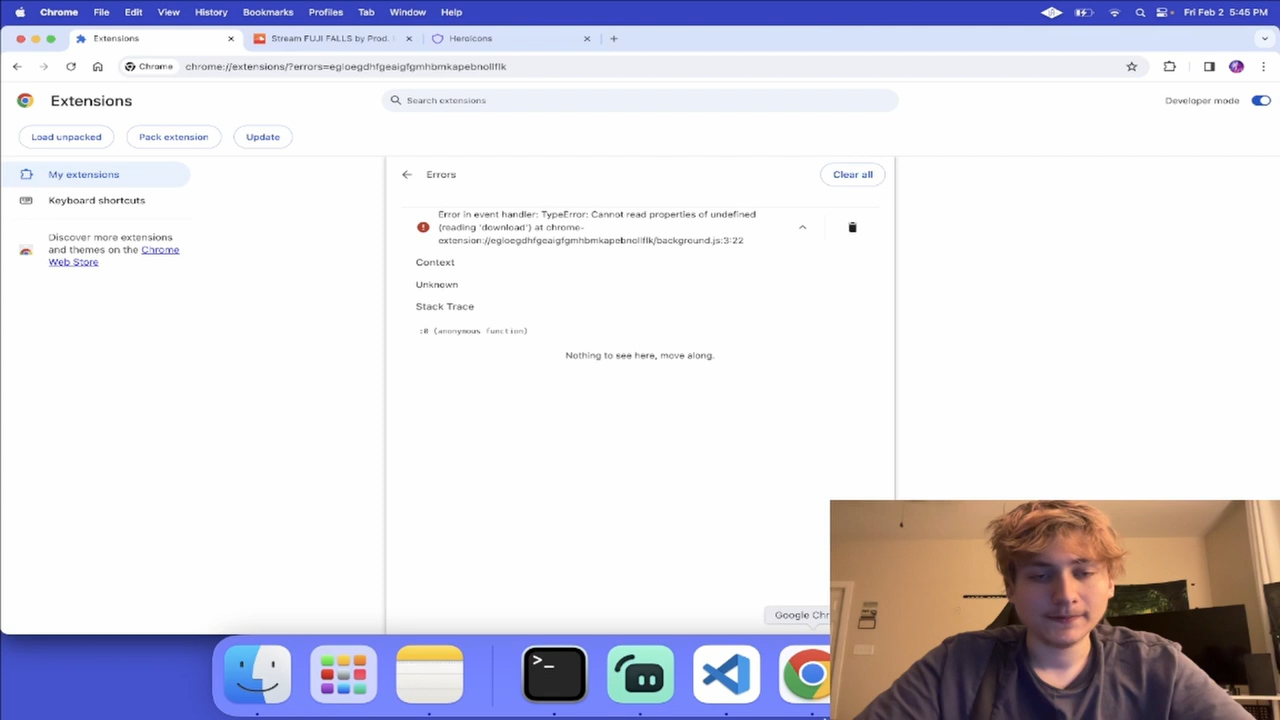 Chrome File Edit View History Bookmarks Profiles Tab Window Help Fri Feb 2 5:45 PM
Extensions Stream FUJI FALLS by Prod. Heroicons
Chrome chrome://extensions/?errors=egloegdhfgeaigfgmhbmkapebnollflk
Extensions Search extensions Developer mode
Load unpacked Pack extension Update
My extensions
Keyboard shortcuts
Discover more extensions
and themes on the Chrome
Web Store
Errors Clear all
Error in event handler: TypeError: Cannot read properties of undefined
(reading 'download') at chrome-
extension://egloegdhfgeaigfgmhbmkapebnollflk/background.js:3:22
Context
Unknown
Stack Trace
:0 (anonymous function)
Nothing to see here, move along.
Google Chr
>_